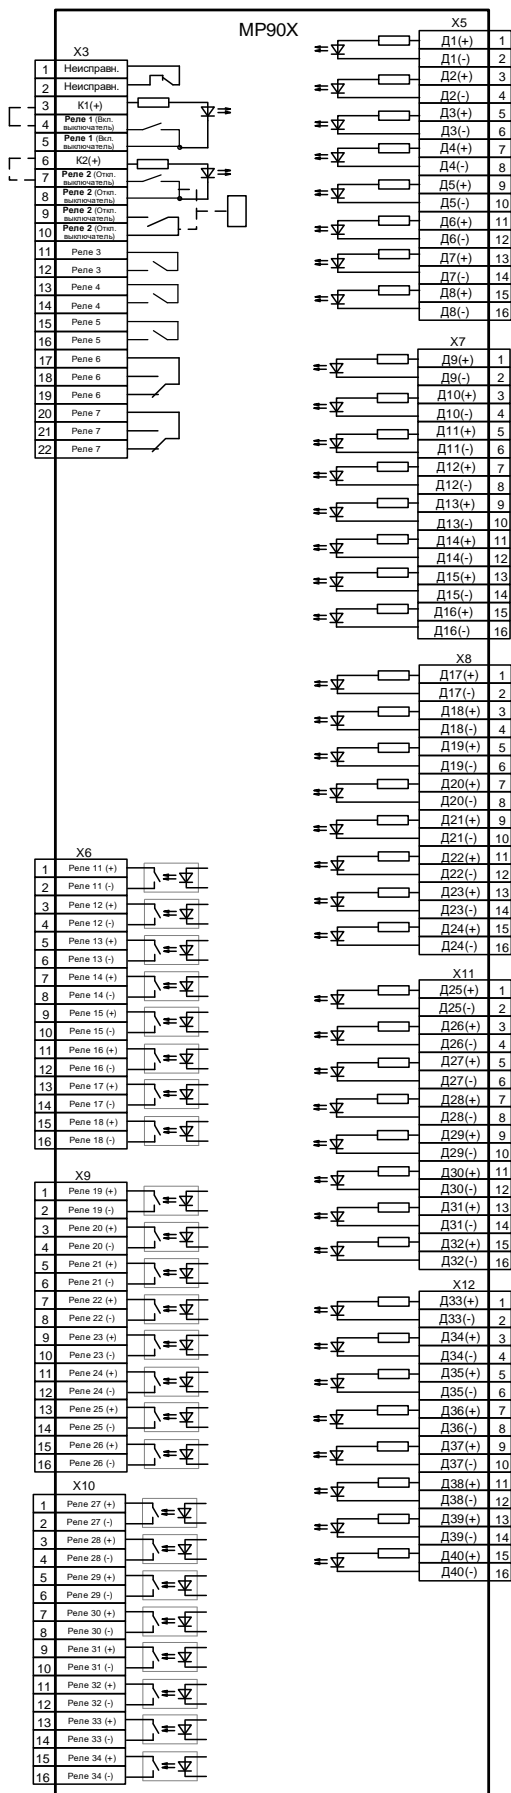 МР90Х
Х3
1 Неисправн.
2 Неисправн.
3 К1(+)
4 Реле 1 (Вкл. выключатель)
5 Реле 1 (Вкл. выключатель)
6 К2(+)
7 Реле 2 (Откл. выключатель)
8 Реле 2 (Откл. выключатель)
9 Реле 2 (Откл. выключатель)
10 Реле 2 (Откл. выключатель)
11 Реле 3
12 Реле 3
13 Реле 4
14 Реле 4
15 Реле 5
16 Реле 5
17 Реле 6
18 Реле 6
19 Реле 6
20 Реле 7
21 Реле 7
22 Реле 7
Х6
1 Реле 11 (+)
2 Реле 11 (-)
3 Реле 12 (+)
4 Реле 12 (-)
5 Реле 13 (+)
6 Реле 13 (-)
7 Реле 14 (+)
8 Реле 14 (-)
9 Реле 15 (+)
10 Реле 15 (-)
11 Реле 16 (+)
12 Реле 16 (-)
13 Реле 17 (+)
14 Реле 17 (-)
15 Реле 18 (+)
16 Реле 18 (-)
Х9
1 Реле 19 (+)
2 Реле 19 (-)
3 Реле 20 (+)
4 Реле 20 (-)
5 Реле 21 (+)
6 Реле 21 (-)
7 Реле 22 (+)
8 Реле 22 (-)
9 Реле 23 (+)
10 Реле 23 (-)
11 Реле 24 (+)
12 Реле 24 (-)
13 Реле 25 (+)
14 Реле 25 (-)
15 Реле 26 (+)
16 Реле 26 (-)
Х10
1 Реле 27 (+)
2 Реле 27 (-)
3 Реле 28 (+)
4 Реле 28 (-)
5 Реле 29 (+)
6 Реле 29 (-)
7 Реле 30 (+)
8 Реле 30 (-)
9 Реле 31 (+)
10 Реле 31 (-)
11 Реле 32 (+)
12 Реле 32 (-)
13 Реле 33 (+)
14 Реле 33 (-)
15 Реле 34 (+)
16 Реле 34 (-)
Х5
Д1(+) 1
Д1(-) 2
Д2(+) 3
Д2(-) 4
Д3(+) 5
Д3(-) 6
Д4(+) 7
Д4(-) 8
Д5(+) 9
Д5(-) 10
Д6(+) 11
Д6(-) 12
Д7(+) 13
Д7(-) 14
Д8(+) 15
Д8(-) 16
Х7
Д9(+) 1
Д9(-) 2
Д10(+) 3
Д10(-) 4
Д11(+) 5
Д11(-) 6
Д12(+) 7
Д12(-) 8
Д13(+) 9
Д13(-) 10
Д14(+) 11
Д14(-) 12
Д15(+) 13
Д15(-) 14
Д16(+) 15
Д16(-) 16
Х8
Д17(+) 1
Д17(-) 2
Д18(+) 3
Д18(-) 4
Д19(+) 5
Д19(-) 6
Д20(+) 7
Д20(-) 8
Д21(+) 9
Д21(-) 10
Д22(+) 11
Д22(-) 12
Д23(+) 13
Д23(-) 14
Д24(+) 15
Д24(-) 16
Х11
Д25(+) 1
Д25(-) 2
Д26(+) 3
Д26(-) 4
Д27(+) 5
Д27(-) 6
Д28(+) 7
Д28(-) 8
Д29(+) 9
Д29(-) 10
Д30(+) 11
Д30(-) 12
Д31(+) 13
Д31(-) 14
Д32(+) 15
Д32(-) 16
Х12
Д33(+) 1
Д33(-) 2
Д34(+) 3
Д34(-) 4
Д35(+) 5
Д35(-) 6
Д36(+) 7
Д36(-) 8
Д37(+) 9
Д37(-) 10
Д38(+) 11
Д38(-) 12
Д39(+) 13
Д39(-) 14
Д40(+) 15
Д40(-) 16